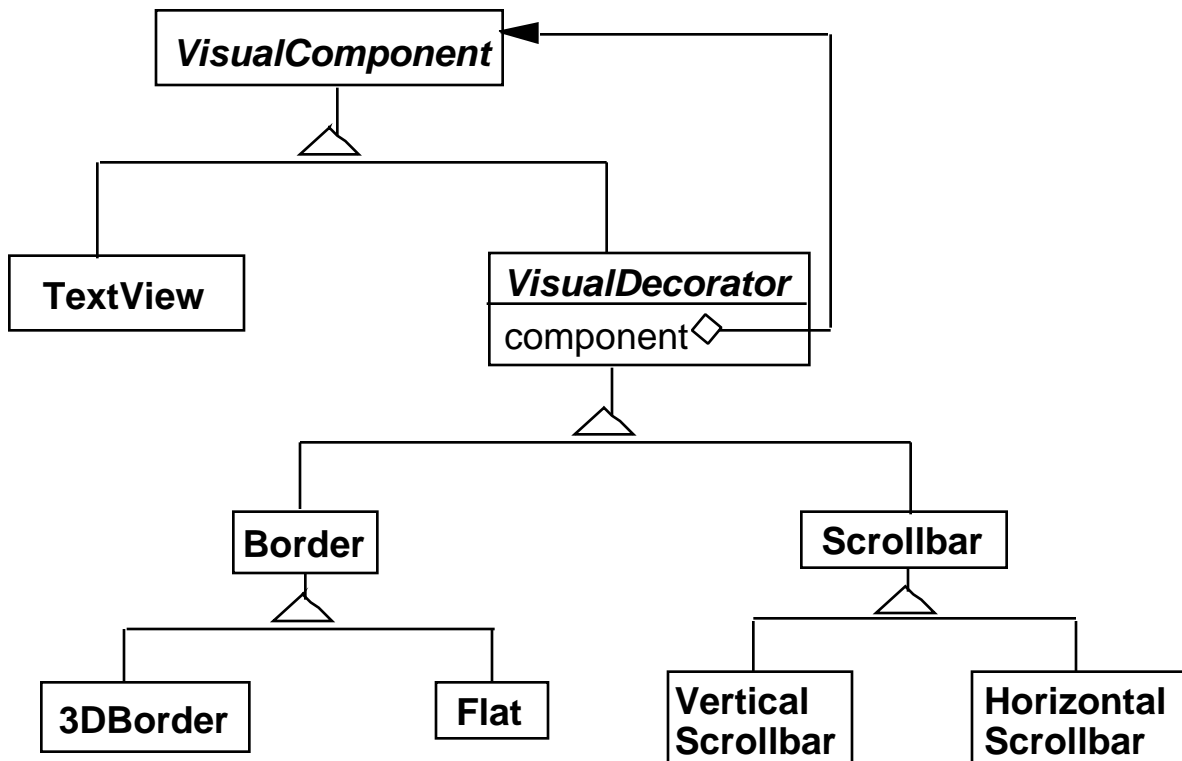 VisualComponent
TextView
VisualDecorator
component
Border
Scrollbar
3DBorder
Flat
Vertical
Scrollbar
Horizontal
Scrollbar